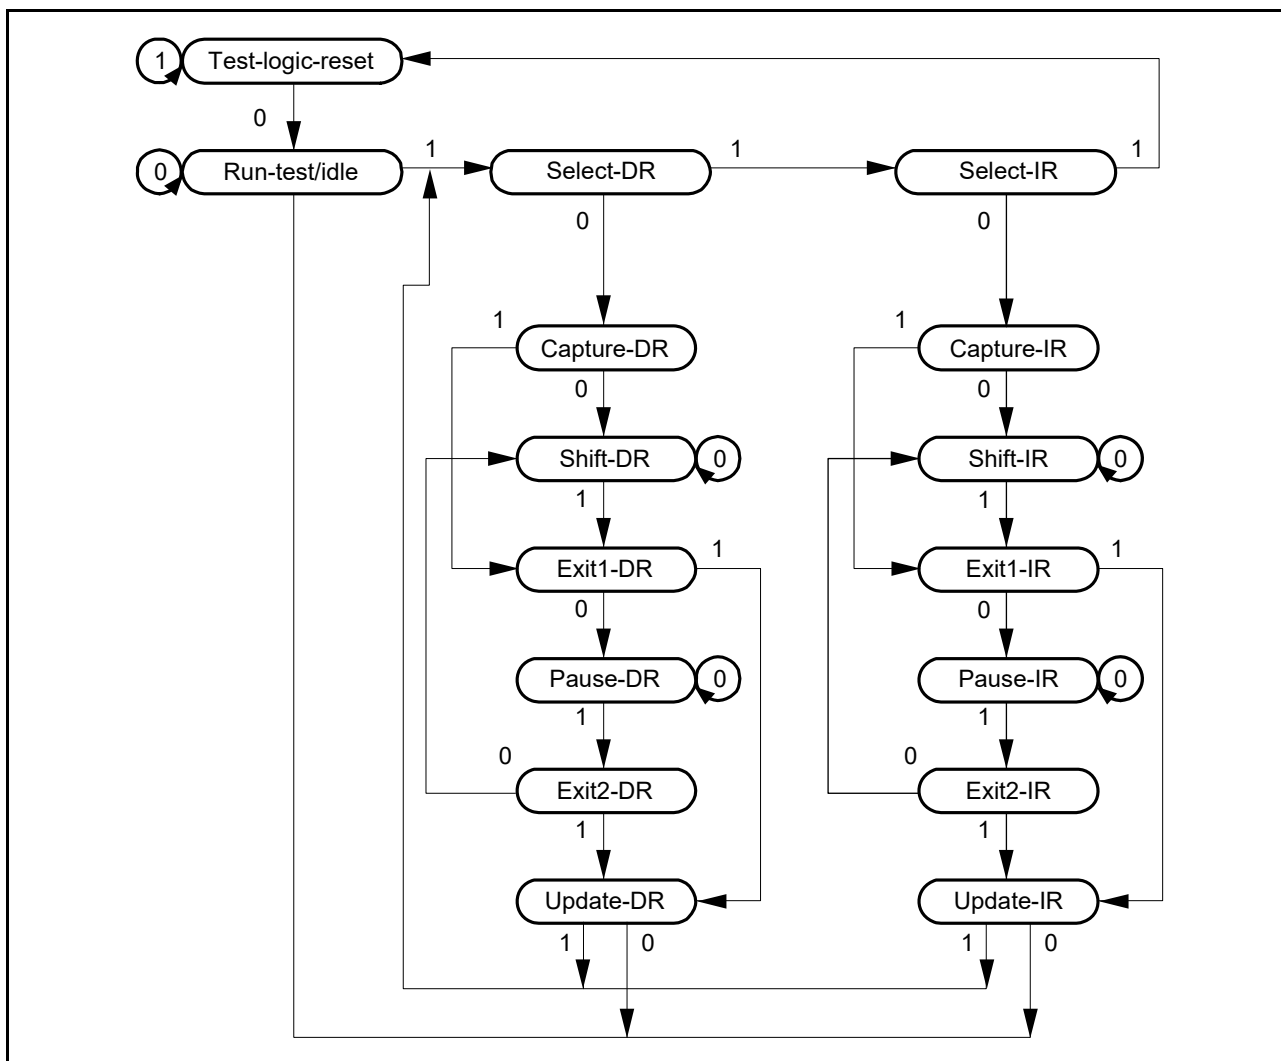 1 Test-logic-reset
0
0 Run-test/idle 1 Select-DR 1 Select-IR 1
0 0
1 1
Capture-DR Capture-IR
0 0
Shift-DR 0 Shift-IR 0
1 1
1 1
Exit1-DR Exit1-IR
0 0
Pause-DR 0 Pause-IR 0
1 1
0 0
Exit2-DR Exit2-IR
1 1
Update-DR Update-IR
1 0 1 0